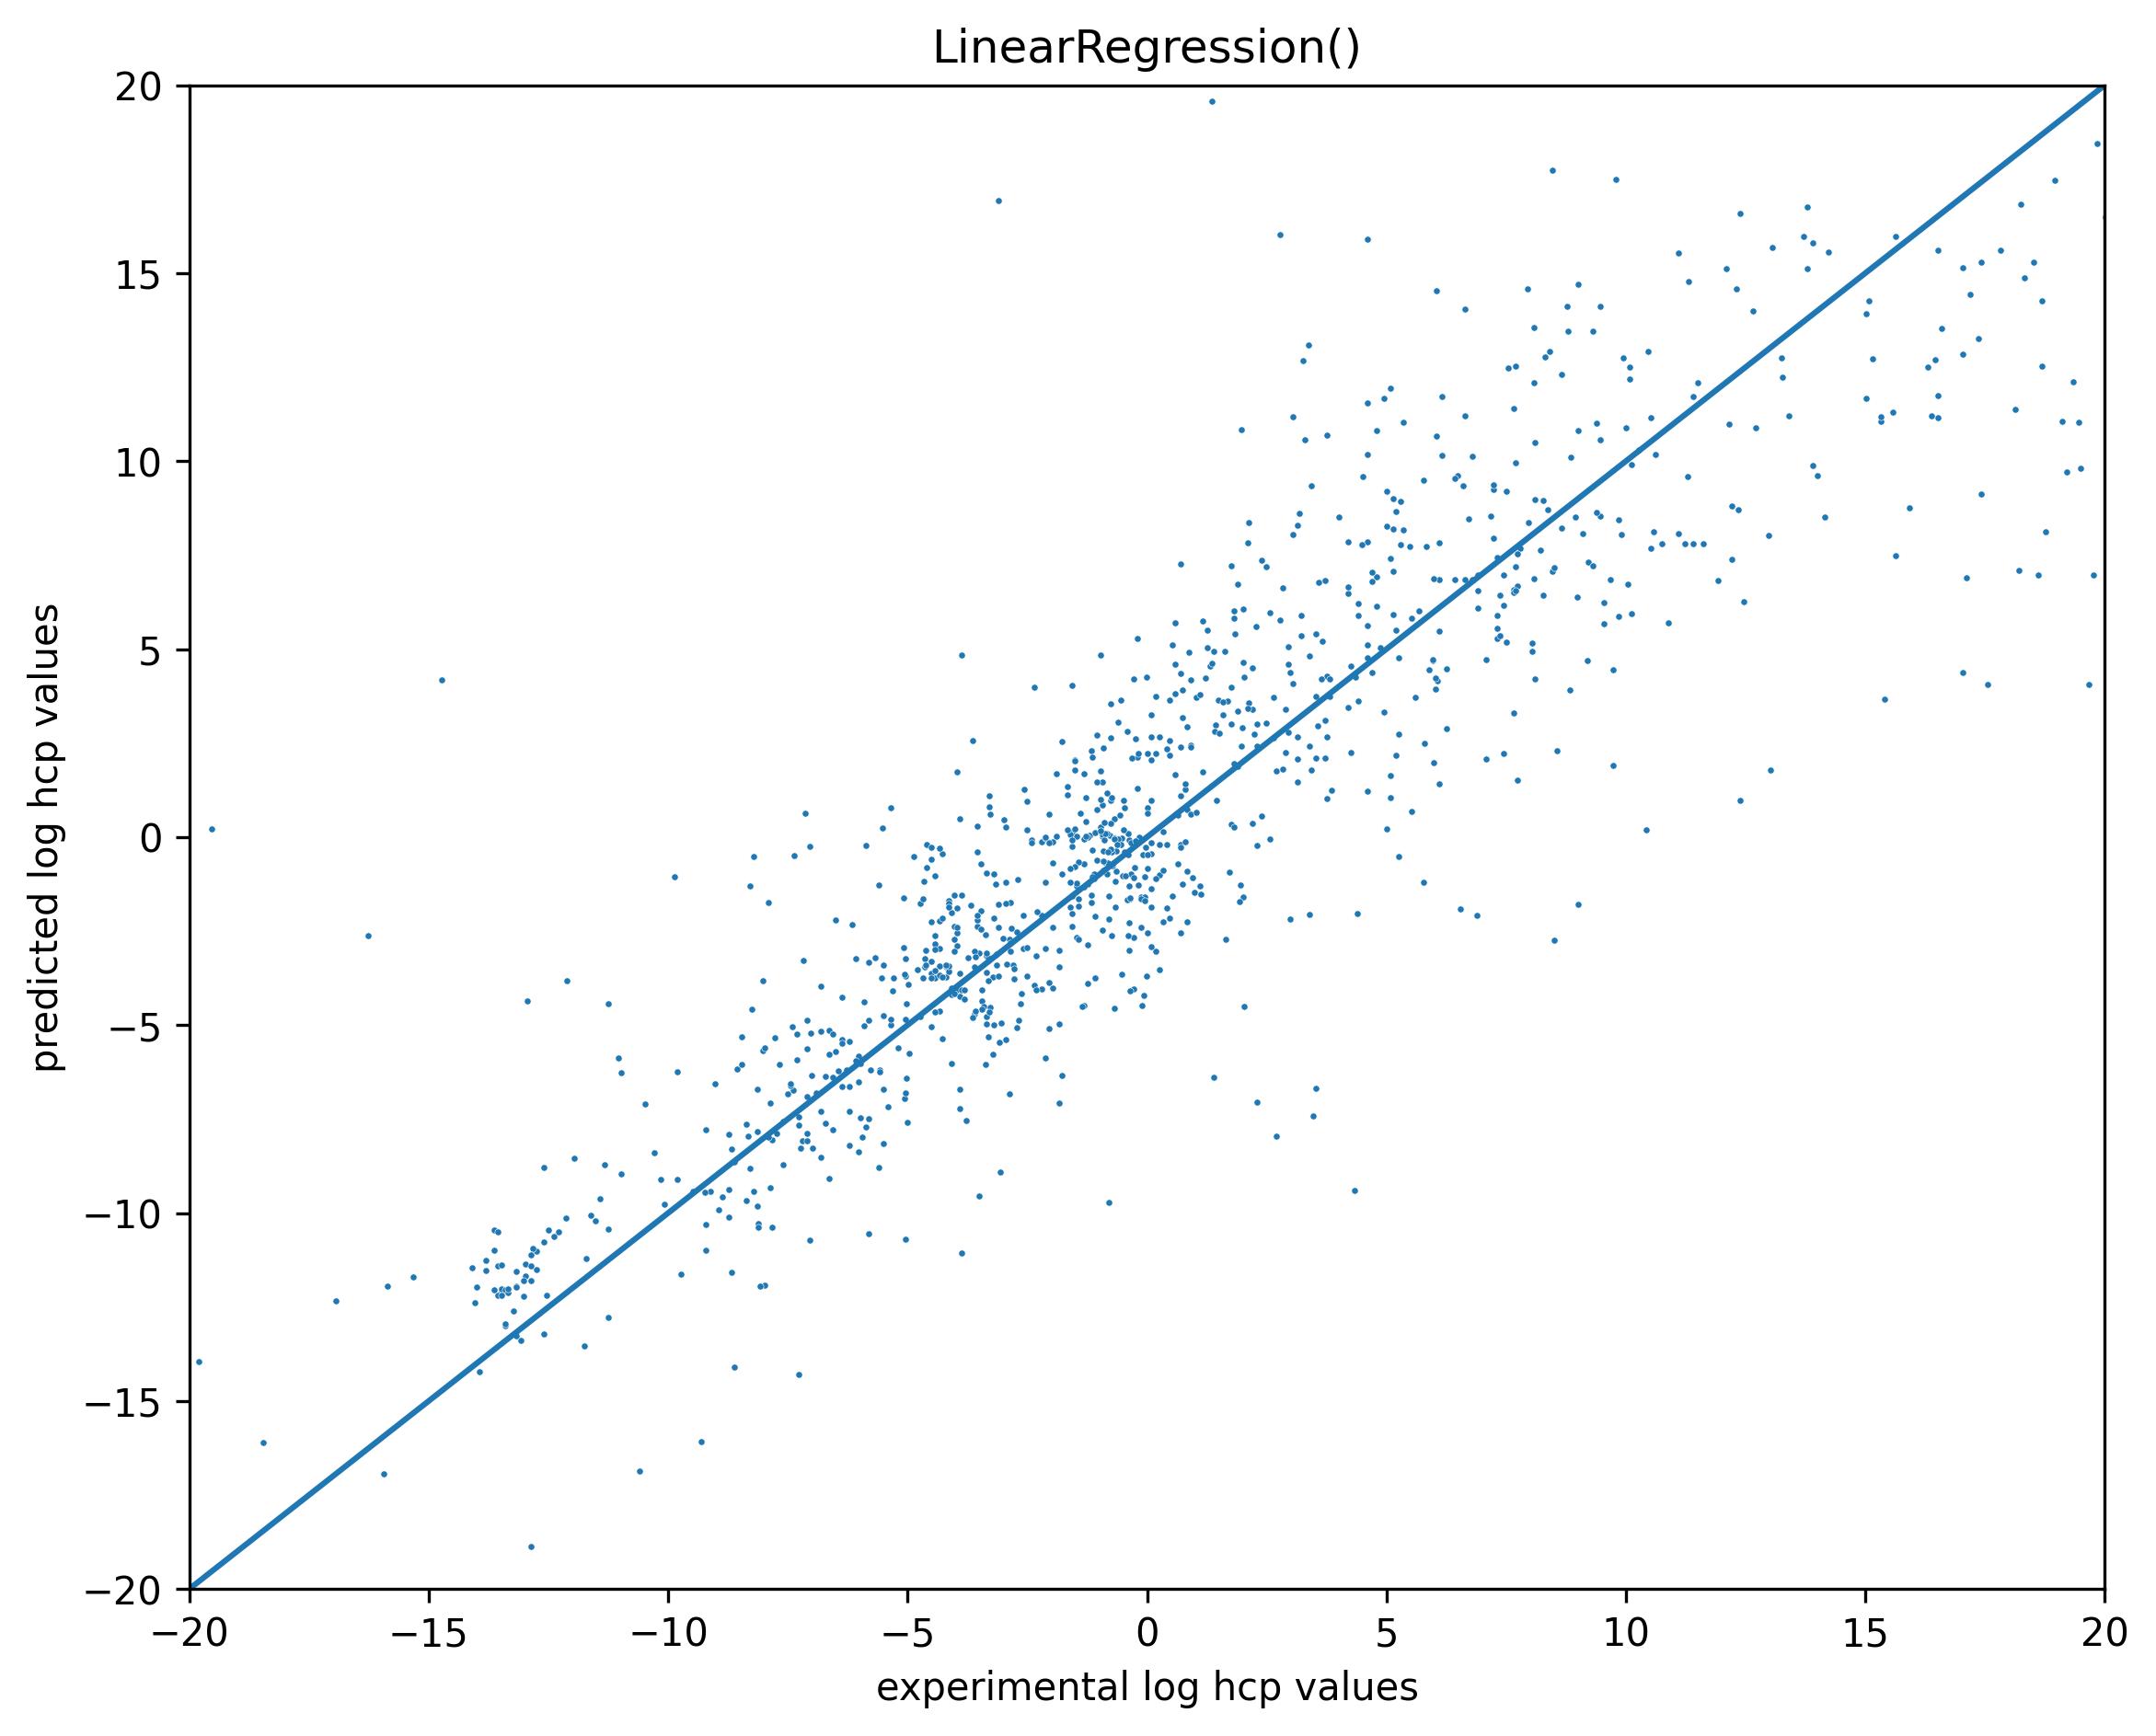 LinearRegression()
20
15
10
5
0
−5
−10
−15
−20
predicted log hcp values
−20 −15 −10 −5 0 5 10 15 20
experimental log hcp values